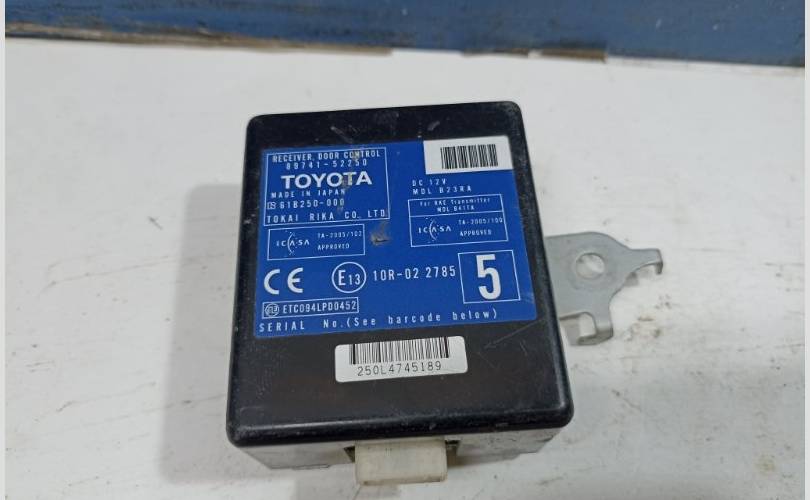 RECEIVER, DOOR CONTROL
89741-52250
TOYOTA
MADE IN JAPAN
61B250-000
TOKAI RIKA CO., LTD.
DC 12V
MDL B23RA
For RKE Transmitter
MDL B41TA
ICASA
TA-2005/102
APPROVED
ICASA
TA-2005/100
APPROVED
CE
E13
10R-02 2785
5
ETC094LPD0452
SERIAL No.(See barcode below)
250L4745189